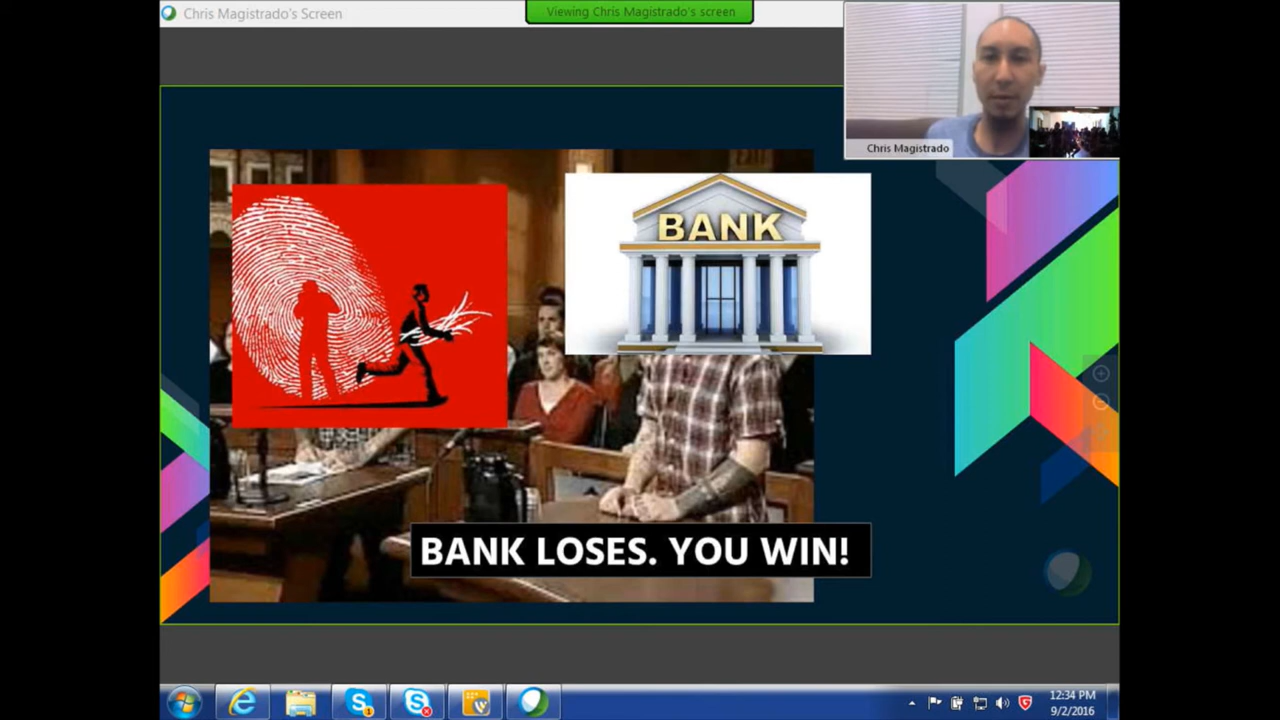 Chris Magistrado's Screen
Viewing Chris Magistrado's screen
Chris Magistrado
BANK
BANK LOSES. YOU WIN!
12:34 PM
9/2/2016